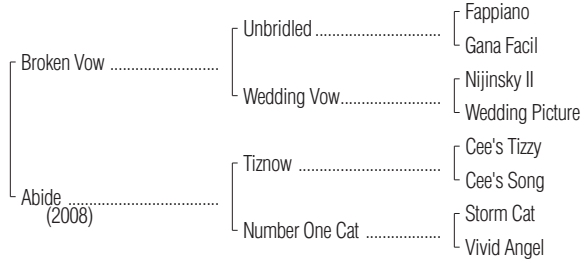 Fappiano
Unbridled
Gana Facil
Broken Vow
Nijinsky II
Wedding Vow
Wedding Picture
Cee's Tizzy
Tiznow
Cee's Song
Abide
(2008)
Storm Cat
Number One Cat
Vivid Angel